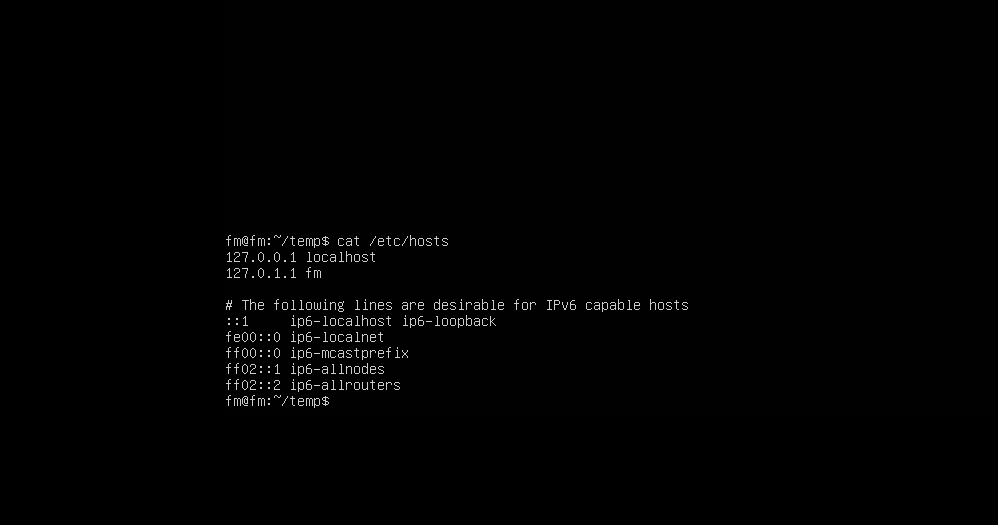 fm@fm:~/temp$ cat /etc/hosts
127.0.0.1 localhost
127.0.1.1 fm
# The following lines are desirable for IPv6 capable hosts
::1     ip6-localhost ip6-loopback
fe00::0 ip6-localnet
ff00::0 ip6-mcastprefix
ff02::1 ip6-allnodes
ff02::2 ip6-allrouters
fm@fm:~/temp$